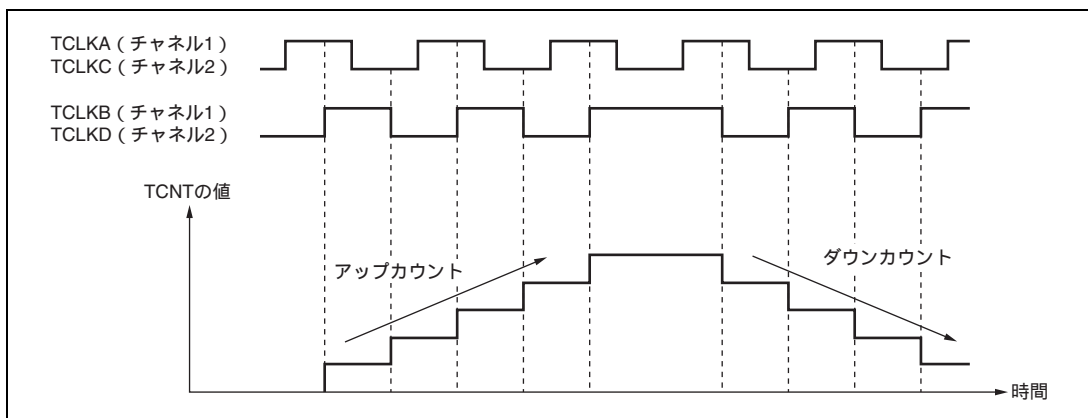 TCLKA（チャネル1）
TCLKC（チャネル2）
TCLKB（チャネル1）
TCLKD（チャネル2）
TCNTの値
アップカウント
ダウンカウント
時間